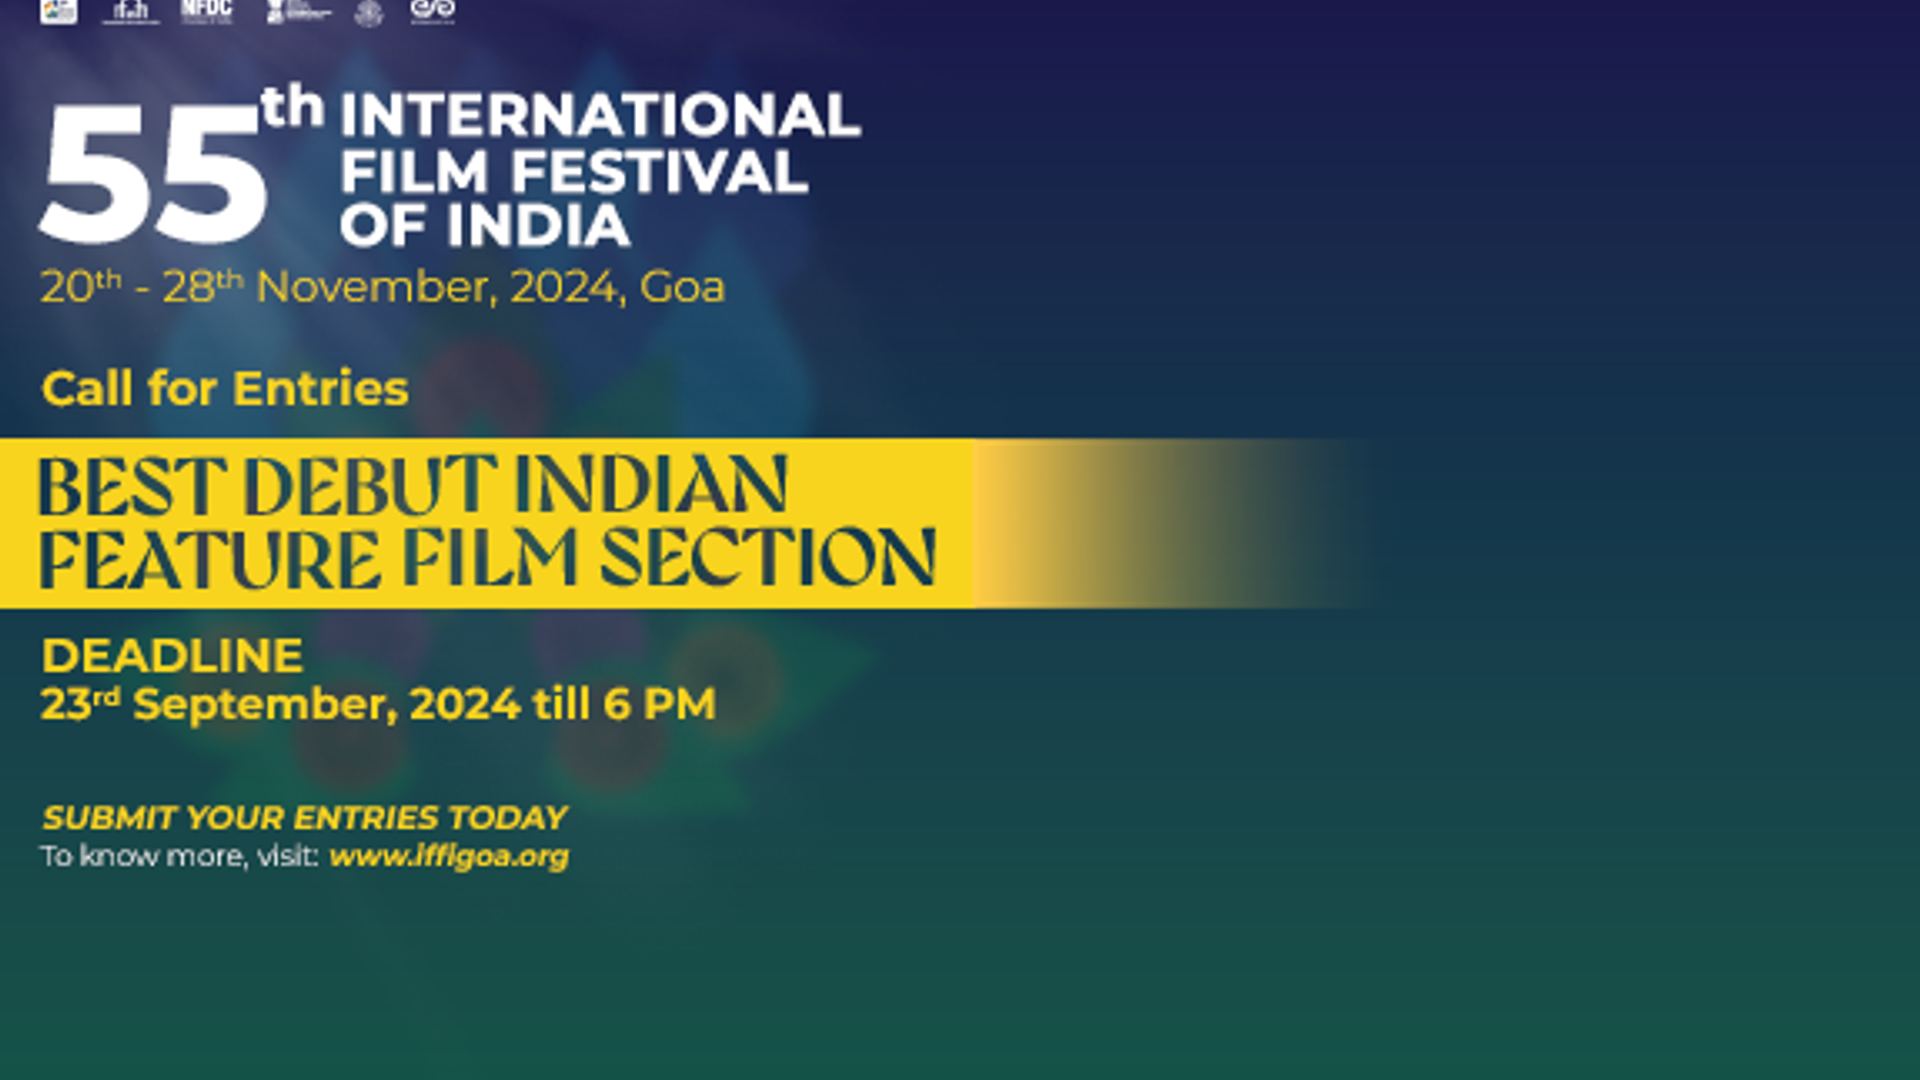 NFDC
55th INTERNATIONAL
FILM FESTIVAL
OF INDIA
20th - 28th November, 2024, Goa
Call for Entries
BEST DEBUT INDIAN
FEATURE FILM SECTION
DEADLINE
23rd September, 2024 till 6 PM
SUBMIT YOUR ENTRIES TODAY
To know more, visit: www.iffigoa.org